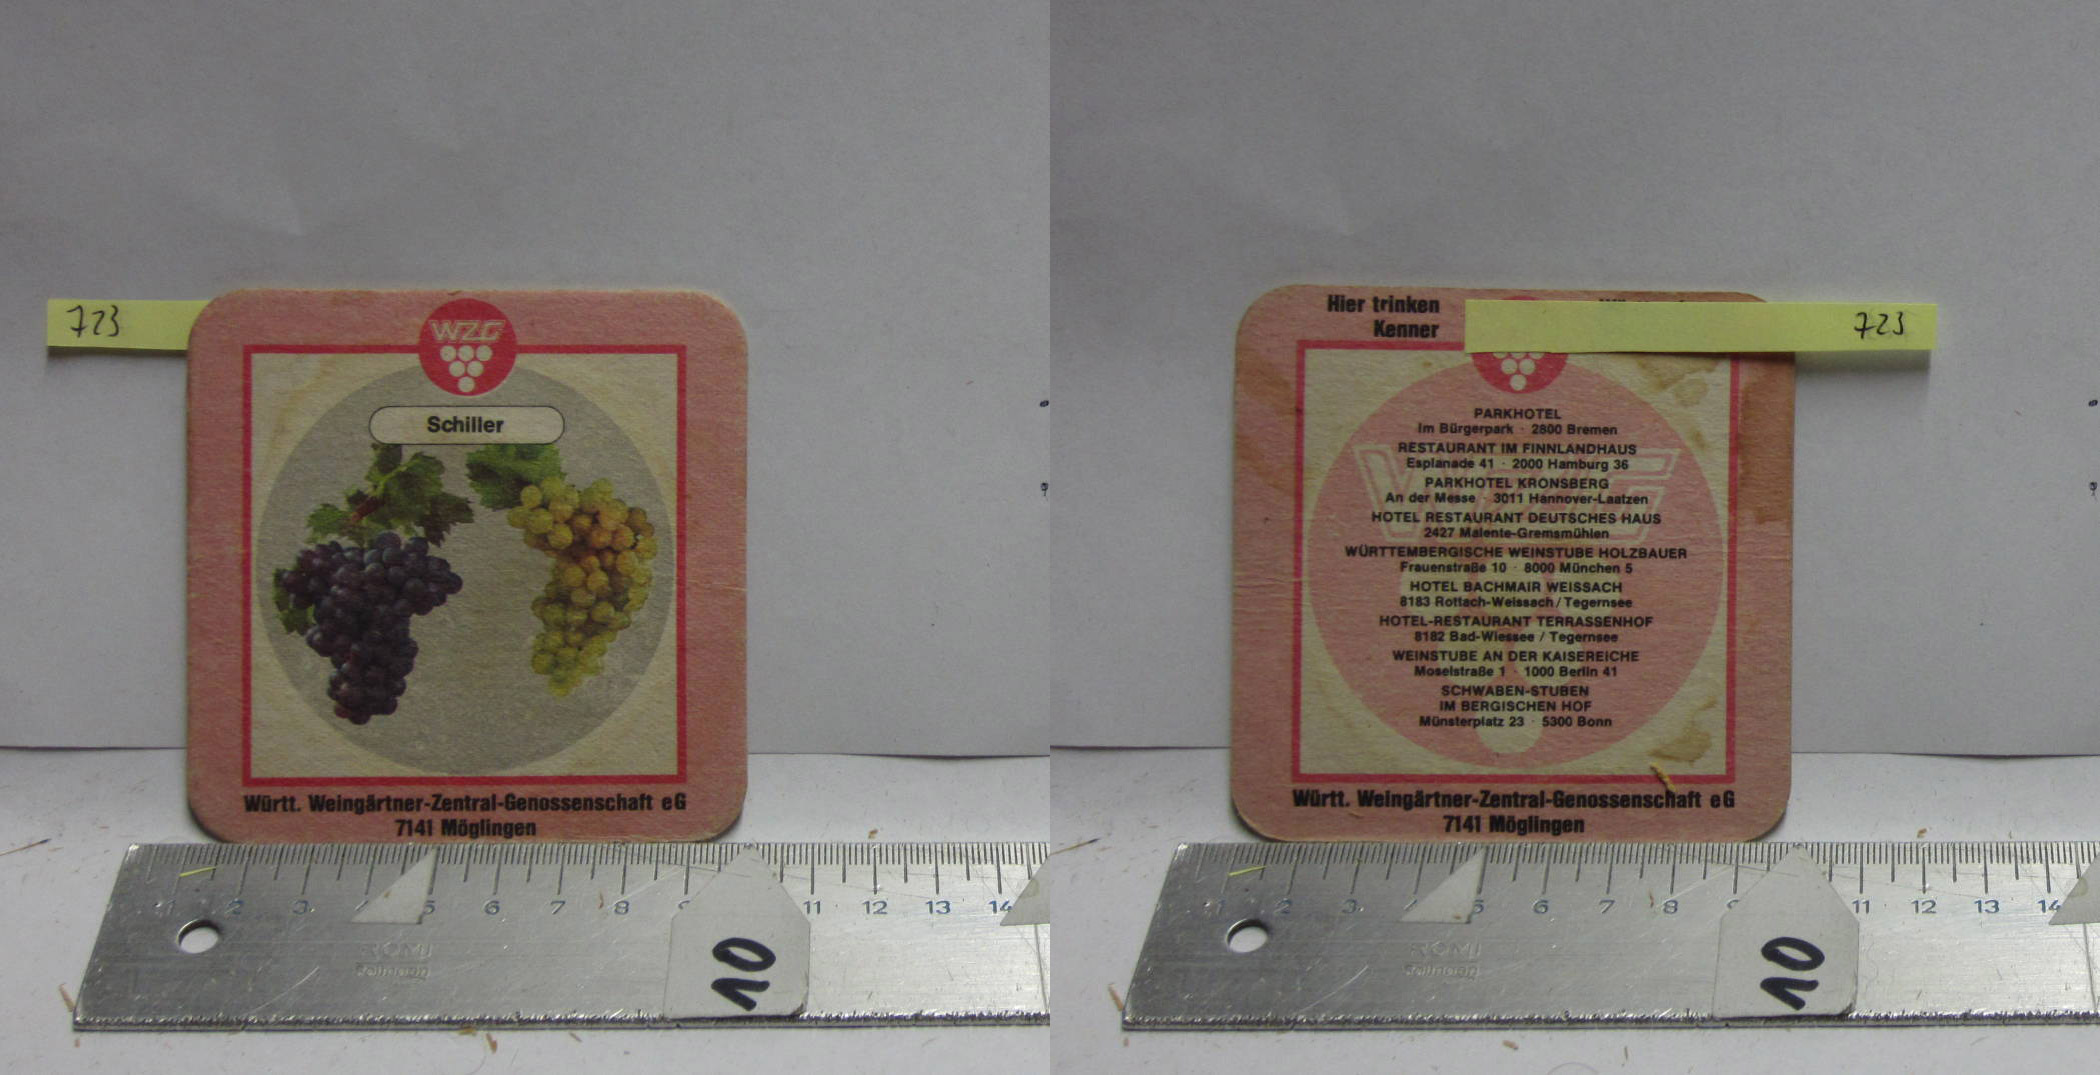 723
WZG
Schiller
Württ. Weingärtner-Zentral-Genossenschaft eG
7141 Möglingen
1 2 3 5 6 7 8 11 12 13 14
ROMI
10
Hier trinken
Kenner
723
PARKHOTEL
Im Bürgerpark · 2800 Bremen
RESTAURANT IM FINNLANDHAUS
Esplanade 41 · 2000 Hamburg 36
PARKHOTEL KRONSBERG
An der Messe · 3011 Hannover-Laatzen
HOTEL RESTAURANT DEUTSCHES HAUS
2427 Malente-Gremsmühlen
WÜRTTEMBERGISCHE WEINSTUBE HOLZBAUER
Frauenstraße 10 · 8000 München 5
HOTEL BACHMAIR WEISSACH
8183 Rottach-Weissach / Tegernsee
HOTEL-RESTAURANT TERRASSENHOF
8182 Bad-Wiessee / Tegernsee
WEINSTUBE AN DER KAISEREICHE
Moselstraße 1 · 1000 Berlin 41
SCHWABEN-STUBEN
IM BERGISCHEN HOF
Münsterplatz 23 · 5300 Bonn
Württ. Weingärtner-Zentral-Genossenschaft eG
7141 Möglingen
1 2 3 5 6 7 8 11 12 13 14
ROMI
10